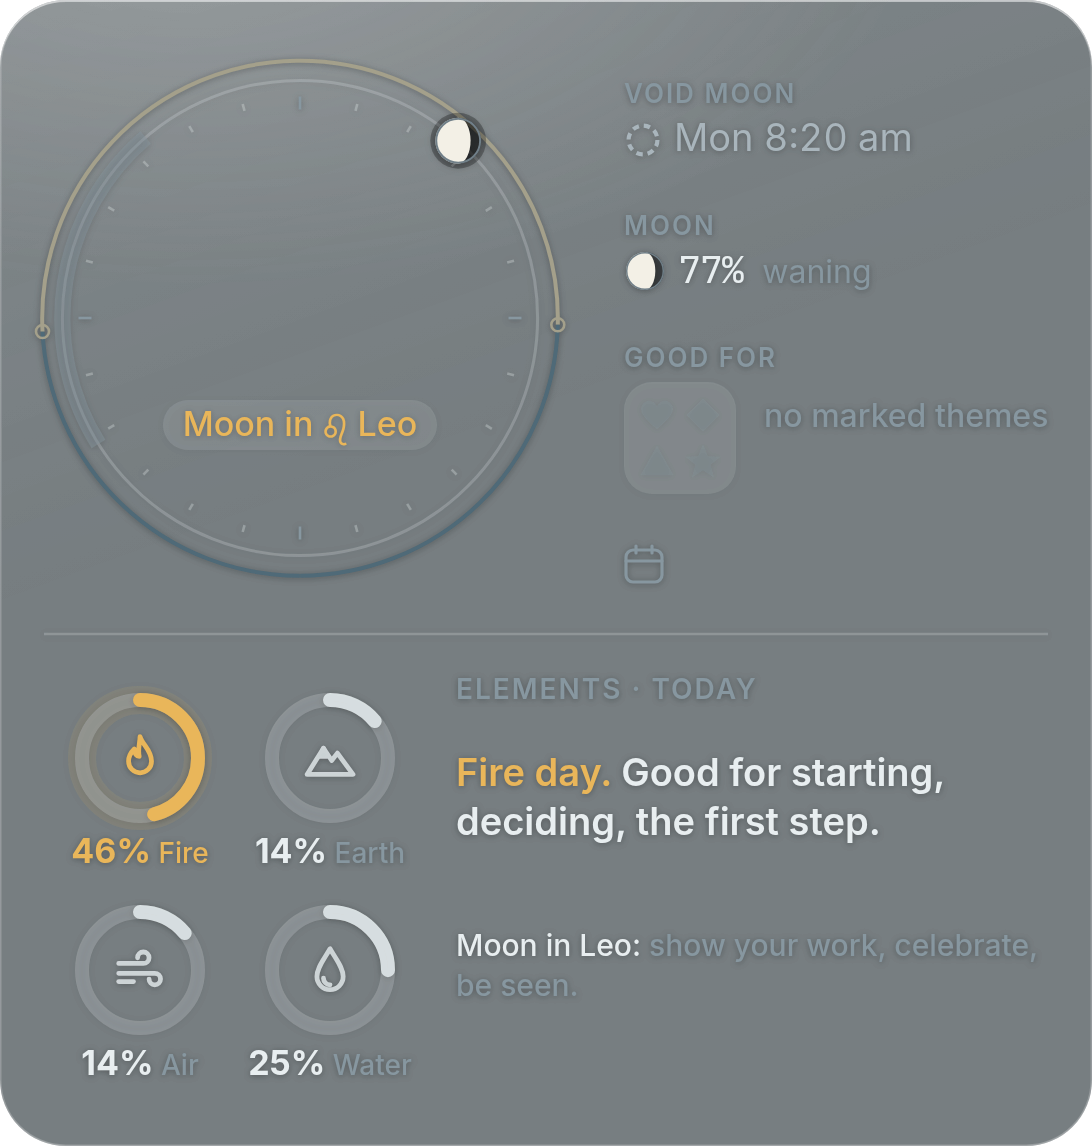 VOID MOON
Mon 8:20 am
MOON
77% waning
GOOD FOR
no marked themes
Moon in ♌ Leo
ELEMENTS · TODAY
Fire day. Good for starting,
deciding, the first step.
46% Fire
14% Earth
Moon in Leo: show your work, celebrate,
be seen.
14% Air
25% Water